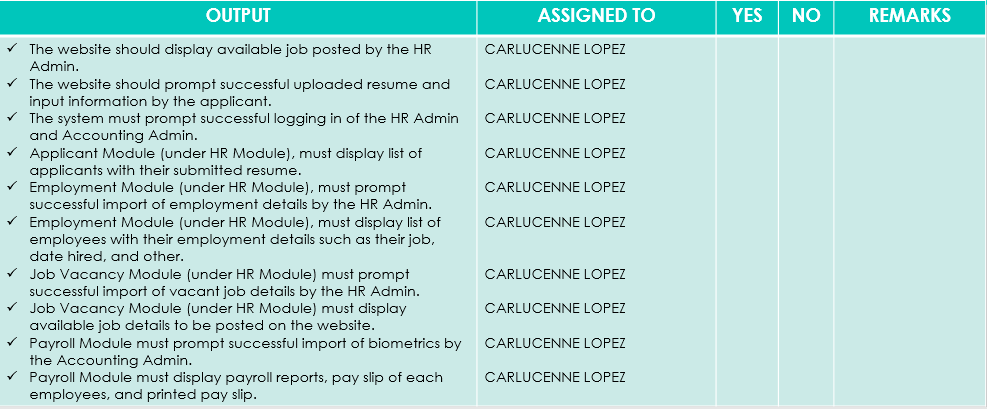 OUTPUT ASSIGNED TO YES NO REMARKS
✓ The website should display available job posted by the HR CARLUCENNE LOPEZ
Admin.
✓ The website should prompt successful uploaded resume and CARLUCENNE LOPEZ
input information by the applicant.
✓ The system must prompt successful logging in of the HR Admin CARLUCENNE LOPEZ
and Accounting Admin.
✓ Applicant Module (under HR Module), must display list of CARLUCENNE LOPEZ
applicants with their submitted resume.
✓ Employment Module (under HR Module), must prompt CARLUCENNE LOPEZ
successful import of employment details by the HR Admin.
✓ Employment Module (under HR Module), must display list of CARLUCENNE LOPEZ
employees with their employment details such as their job,
date hired, and other.
✓ Job Vacancy Module (under HR Module) must prompt CARLUCENNE LOPEZ
successful import of vacant job details by the HR Admin.
✓ Job Vacancy Module (under HR Module) must display CARLUCENNE LOPEZ
available job details to be posted on the website.
✓ Payroll Module must prompt successful import of biometrics by CARLUCENNE LOPEZ
the Accounting Admin.
✓ Payroll Module must display payroll reports, pay slip of each CARLUCENNE LOPEZ
employees, and printed pay slip.